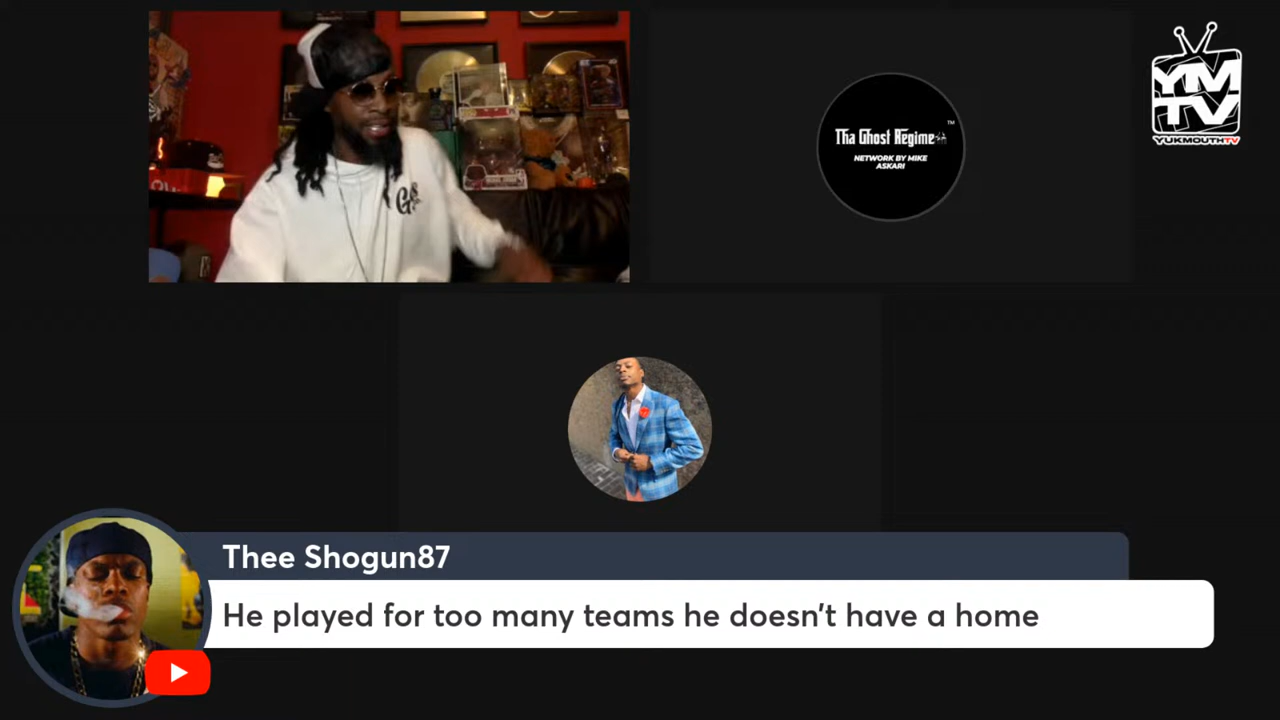 YM
TV
YUKMOUTHTV
Tha Ghost Regime
TM
NETWORK BY MIKE
ASKARI
Thee Shogun87
He played for too many teams he doesn't have a home